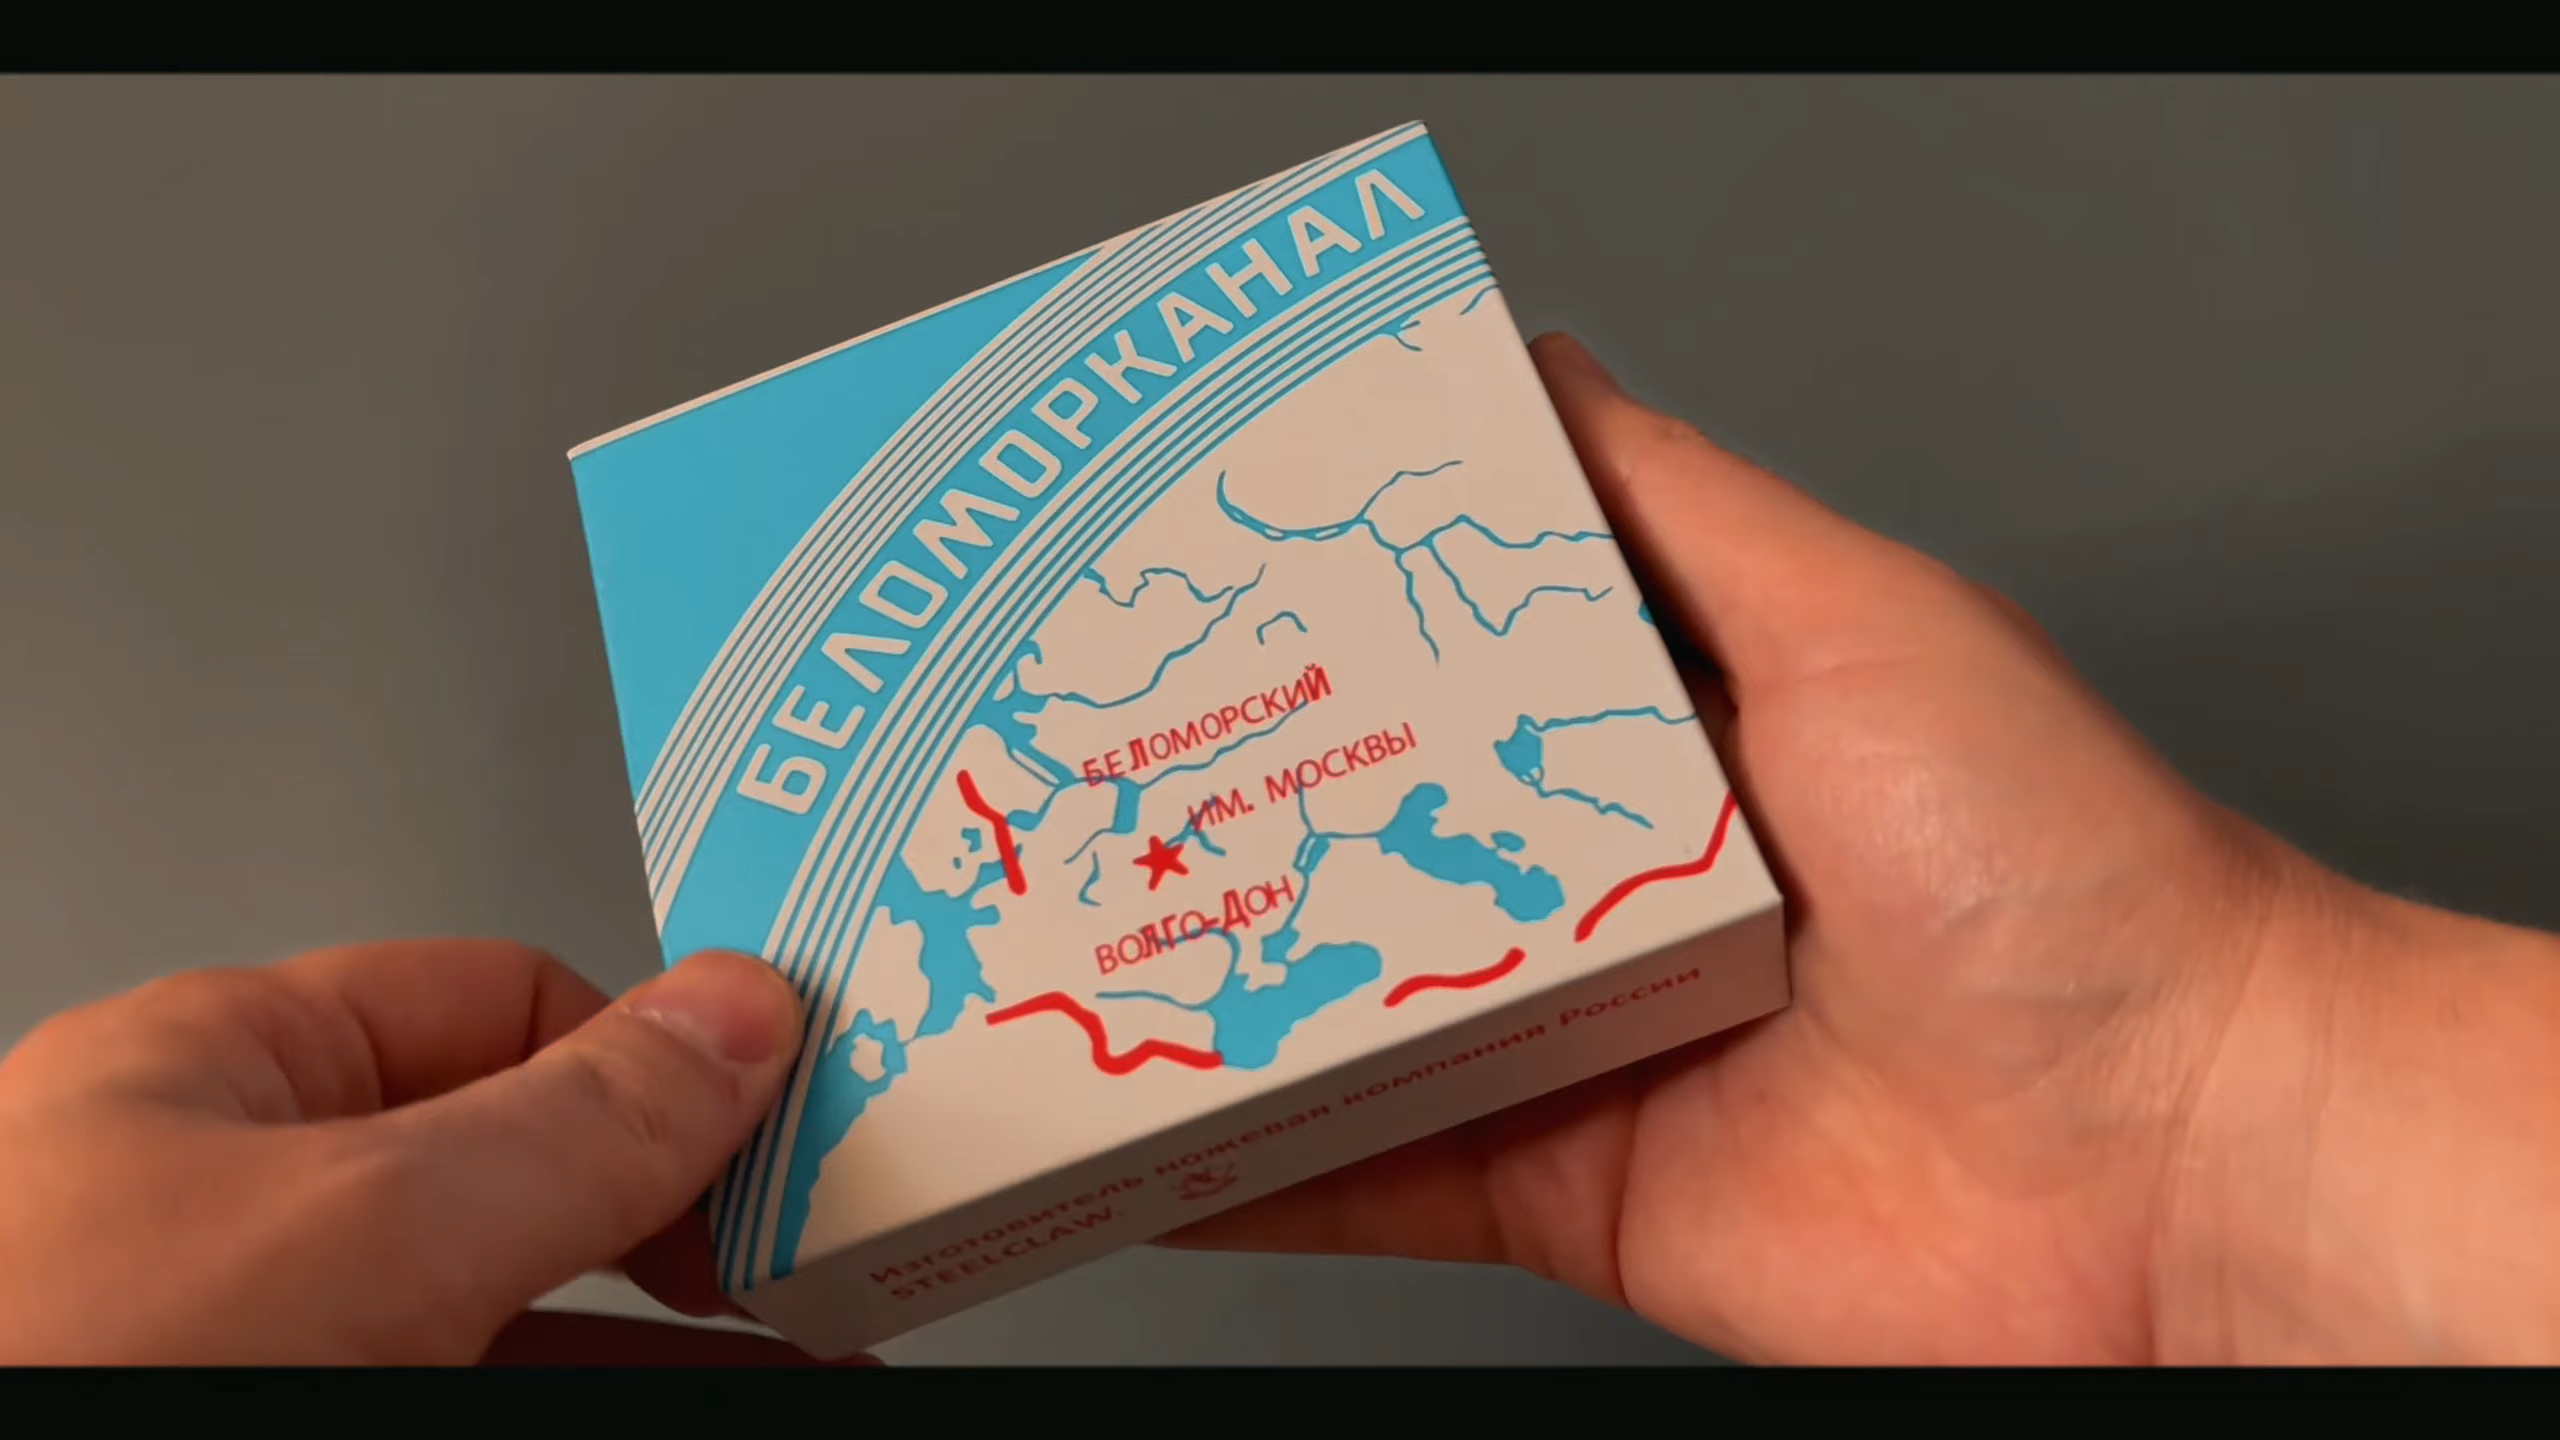 БЕЛОМОРКАНАЛ
БЕЛОМОРСКИЙ
ИМ. МОСКВЫ
ВОЛГО-ДОН
Изготовитель ножевая компания России
STEELCLAW.